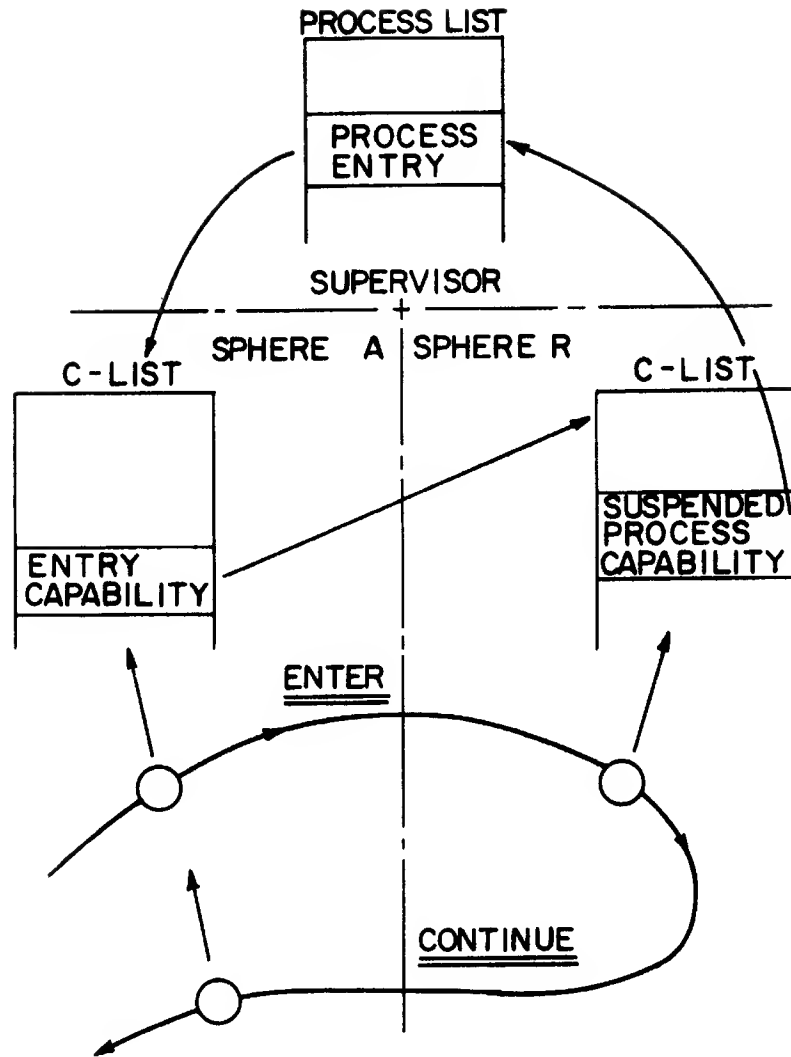 PROCESS LIST
PROCESS
ENTRY
SUPERVISOR
SPHERE A
SPHERE R
C-LIST
C-LIST
ENTRY
CAPABILITY
SUSPENDED
PROCESS
CAPABILITY
ENTER
CONTINUE